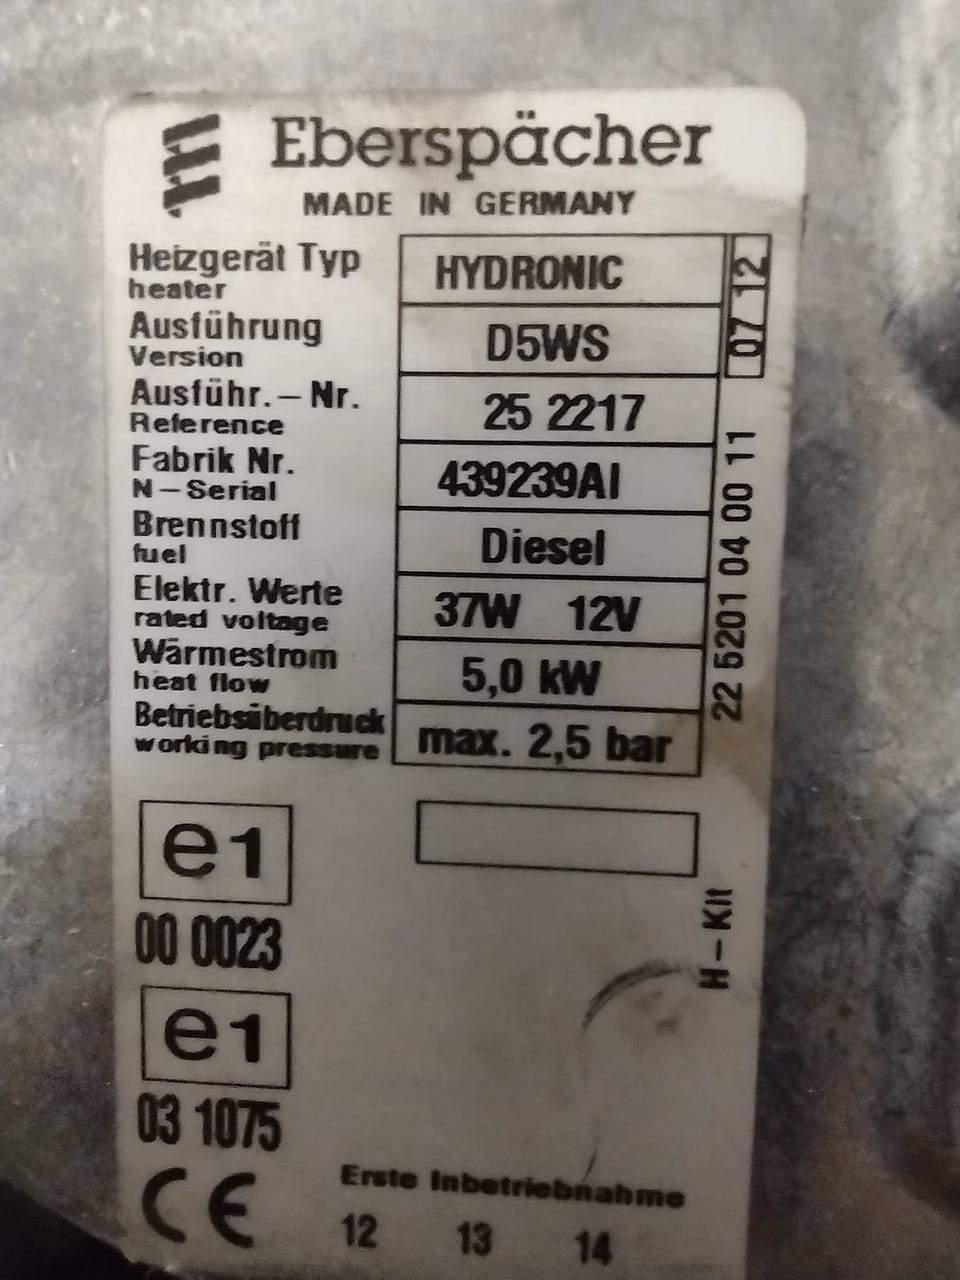 Eberspächer
MADE IN GERMANY
Heizgerät Typ HYDRONIC
heater
Ausführung D5WS
Version
Ausführ.-Nr. 25 2217
Reference
Fabrik Nr. 439239AI
N-Serial
Brennstoff Diesel
fuel
Elektr. Werte 37W 12V
rated voltage
Wärmestrom 5,0 kW
heat flow
Betriebsüberdruck max. 2,5 bar
working pressure
07 12
22 5201 04 00 11
H-Kit
e1
00 0023
e1
03 1075
CE
Erste Inbetriebnahme
12 13 14